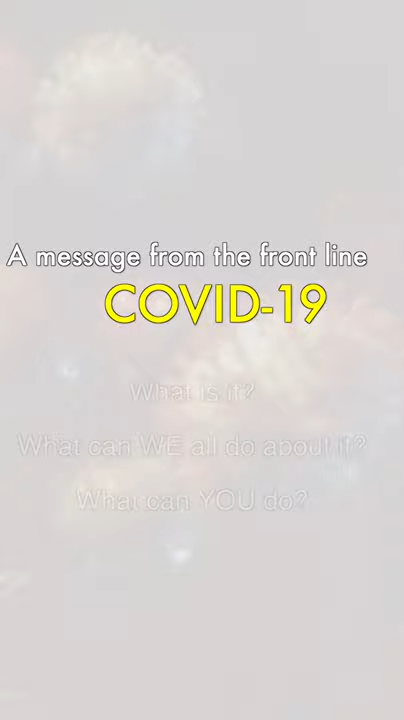 A message from the front line
COVID-19
What is it?
What can WE all do about it?
What can YOU do?